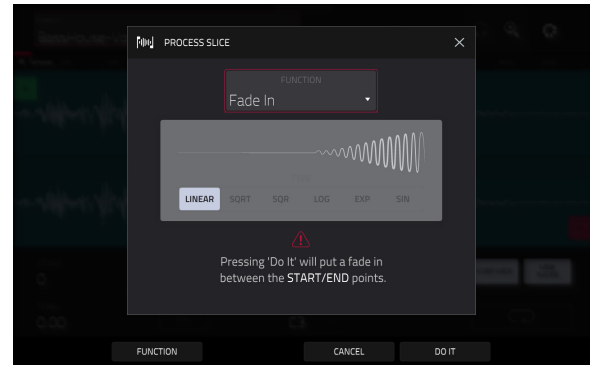 PROCESS SLICE
FUNCTION
Fade In
TYPE
LINEAR SQRT SQR LOG EXP SIN
Pressing 'Do It' will put a fade in
between the START/END points.
FUNCTION CANCEL DO IT